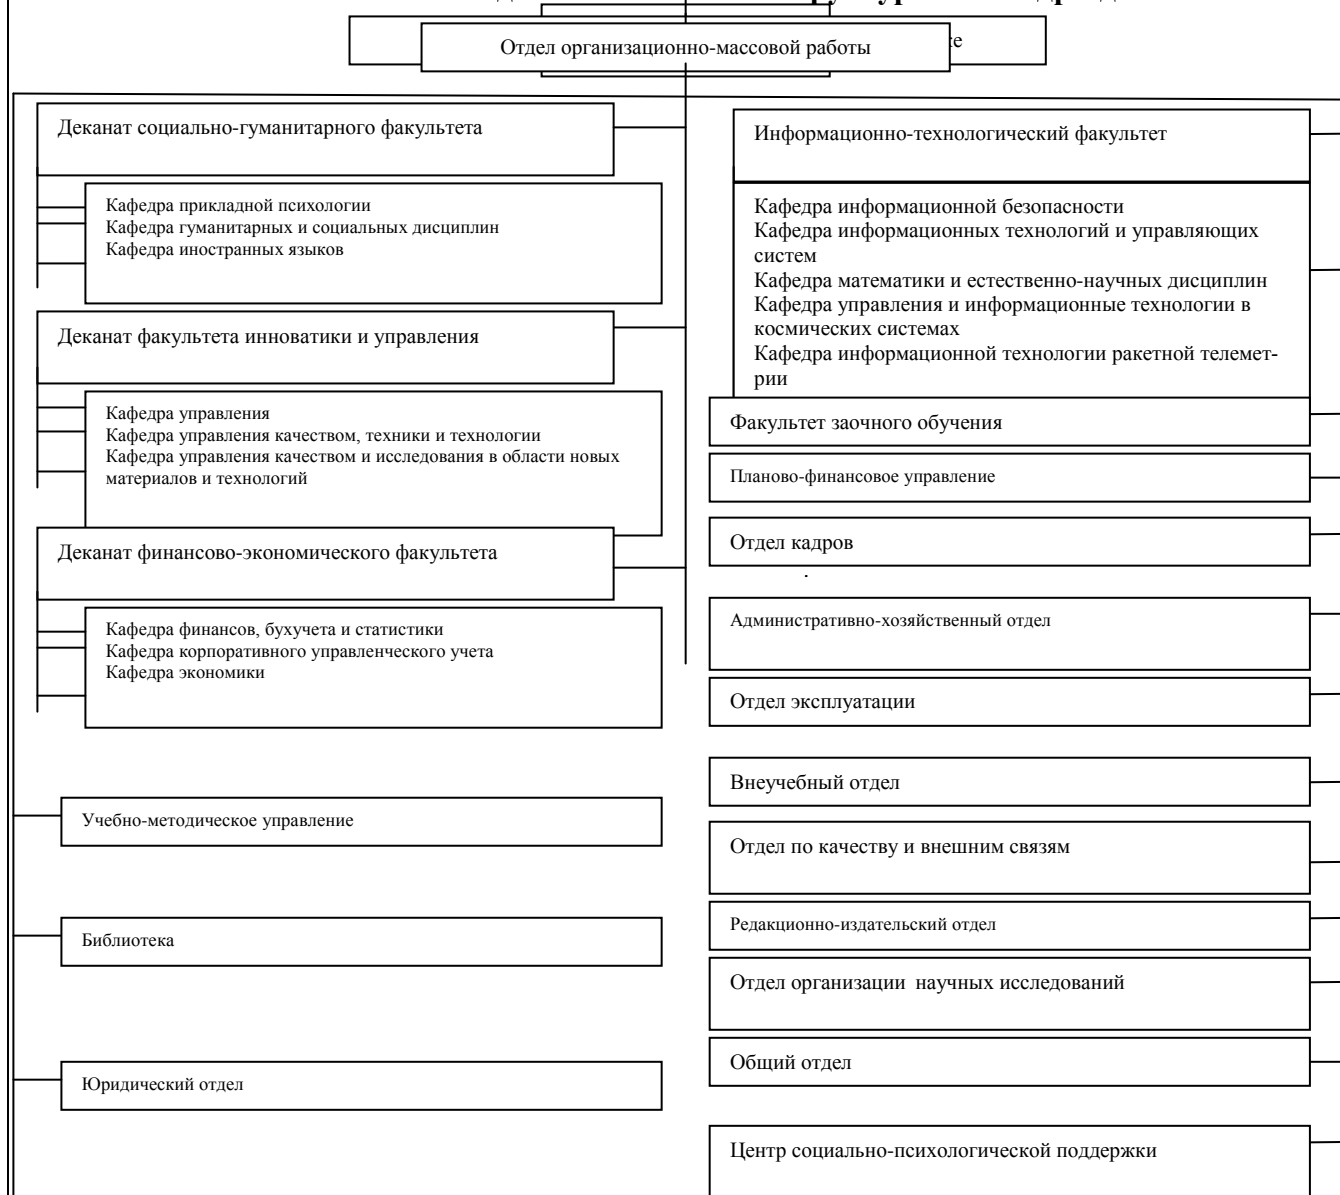 Отдел организационно-массовой работы
Деканат социально-гуманитарного факультета
Кафедра прикладной психологии
Кафедра гуманитарных и социальных дисциплин
Кафедра иностранных языков
Деканат факультета инноватики и управления
Кафедра управления
Кафедра управления качеством, техники и технологии
Кафедра управления качеством и исследования в области новых
материалов и технологий
Деканат финансово-экономического факультета
Кафедра финансов, бухучета и статистики
Кафедра корпоративного управленческого учета
Кафедра экономики
Учебно-методическое управление
Библиотека
Юридический отдел
Информационно-технологический факультет
Кафедра информационной безопасности
Кафедра информационных технологий и управляющих
систем
Кафедра математики и естественно-научных дисциплин
Кафедра управления и информационные технологии в
космических системах
Кафедра информационной технологии ракетной телемет-
рии
Факультет заочного обучения
Планово-финансовое управление
Отдел кадров
.
Административно-хозяйственный отдел
Отдел эксплуатации
Внеучебный отдел
Отдел по качеству и внешним связям
Редакционно-издательский отдел
Отдел организации научных исследований
Общий отдел
Центр социально-психологической поддержки